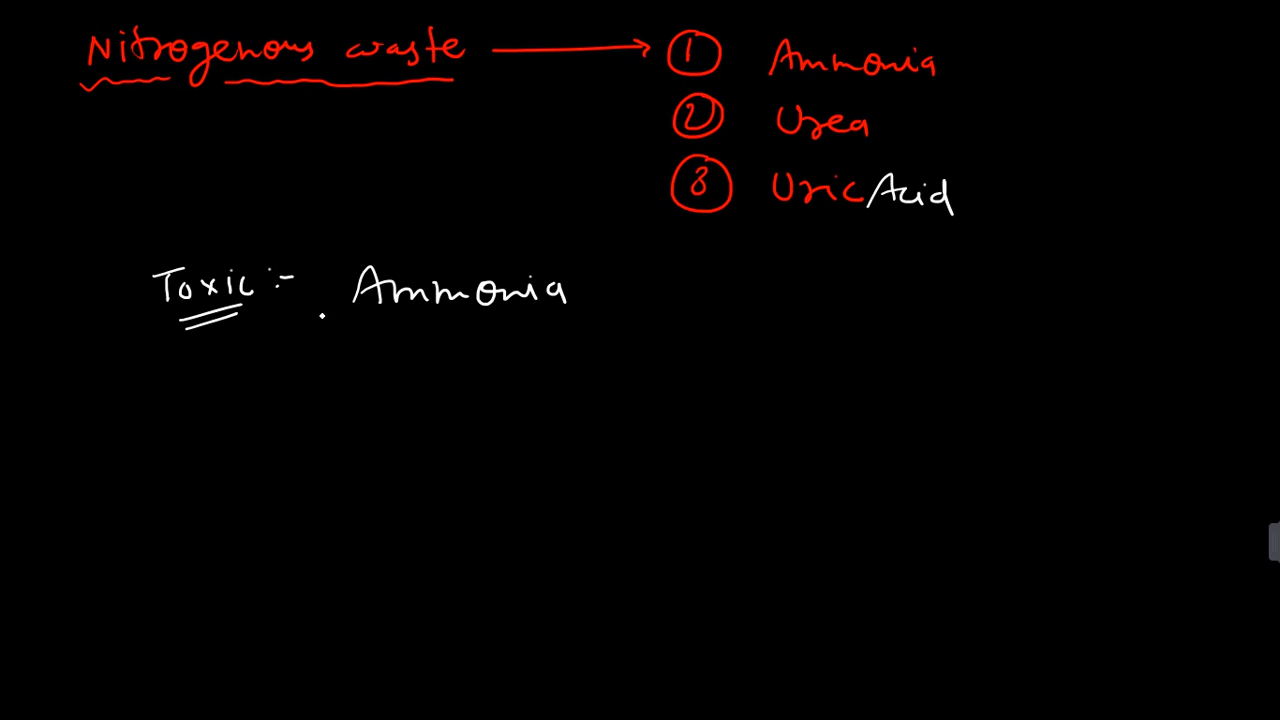 Nitrogenous waste → ① Ammonia
② Urea
③ Uric Acid
Toxic :- Ammonia